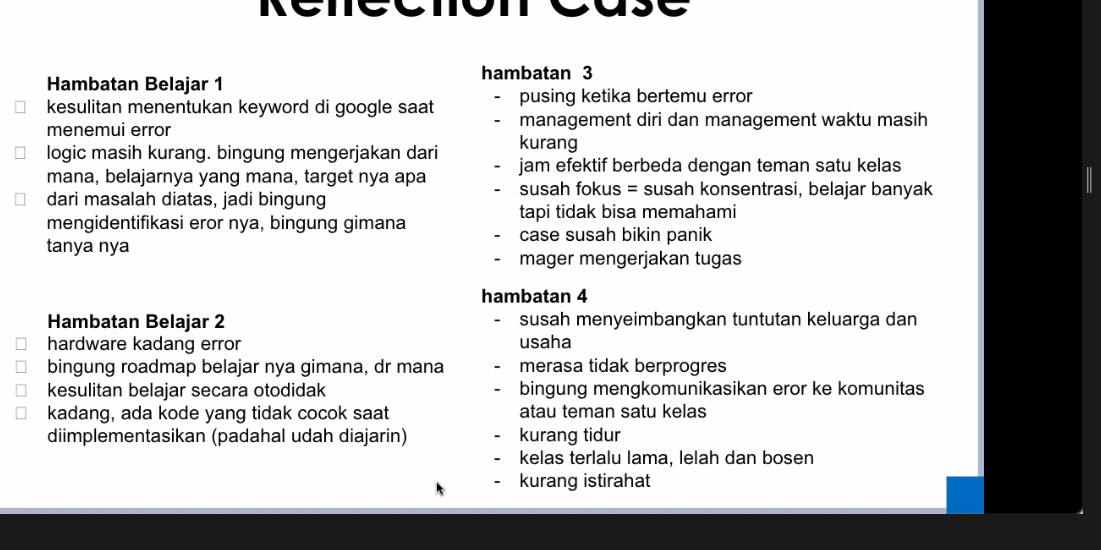 Reflection Case
Hambatan Belajar 1
kesulitan menentukan keyword di google saat
menemui error
logic masih kurang. bingung mengerjakan dari
mana, belajarnya yang mana, target nya apa
dari masalah diatas, jadi bingung
mengidentifikasi eror nya, bingung gimana
tanya nya
Hambatan Belajar 2
hardware kadang error
bingung roadmap belajar nya gimana, dr mana
kesulitan belajar secara otodidak
kadang, ada kode yang tidak cocok saat
diimplementasikan (padahal udah diajarin)
hambatan 3
- pusing ketika bertemu error
- management diri dan management waktu masih
kurang
- jam efektif berbeda dengan teman satu kelas
- susah fokus = susah konsentrasi, belajar banyak
tapi tidak bisa memahami
- case susah bikin panik
- mager mengerjakan tugas
hambatan 4
- susah menyeimbangkan tuntutan keluarga dan
usaha
- merasa tidak berprogres
- bingung mengkomunikasikan eror ke komunitas
atau teman satu kelas
- kurang tidur
- kelas terlalu lama, lelah dan bosen
- kurang istirahat